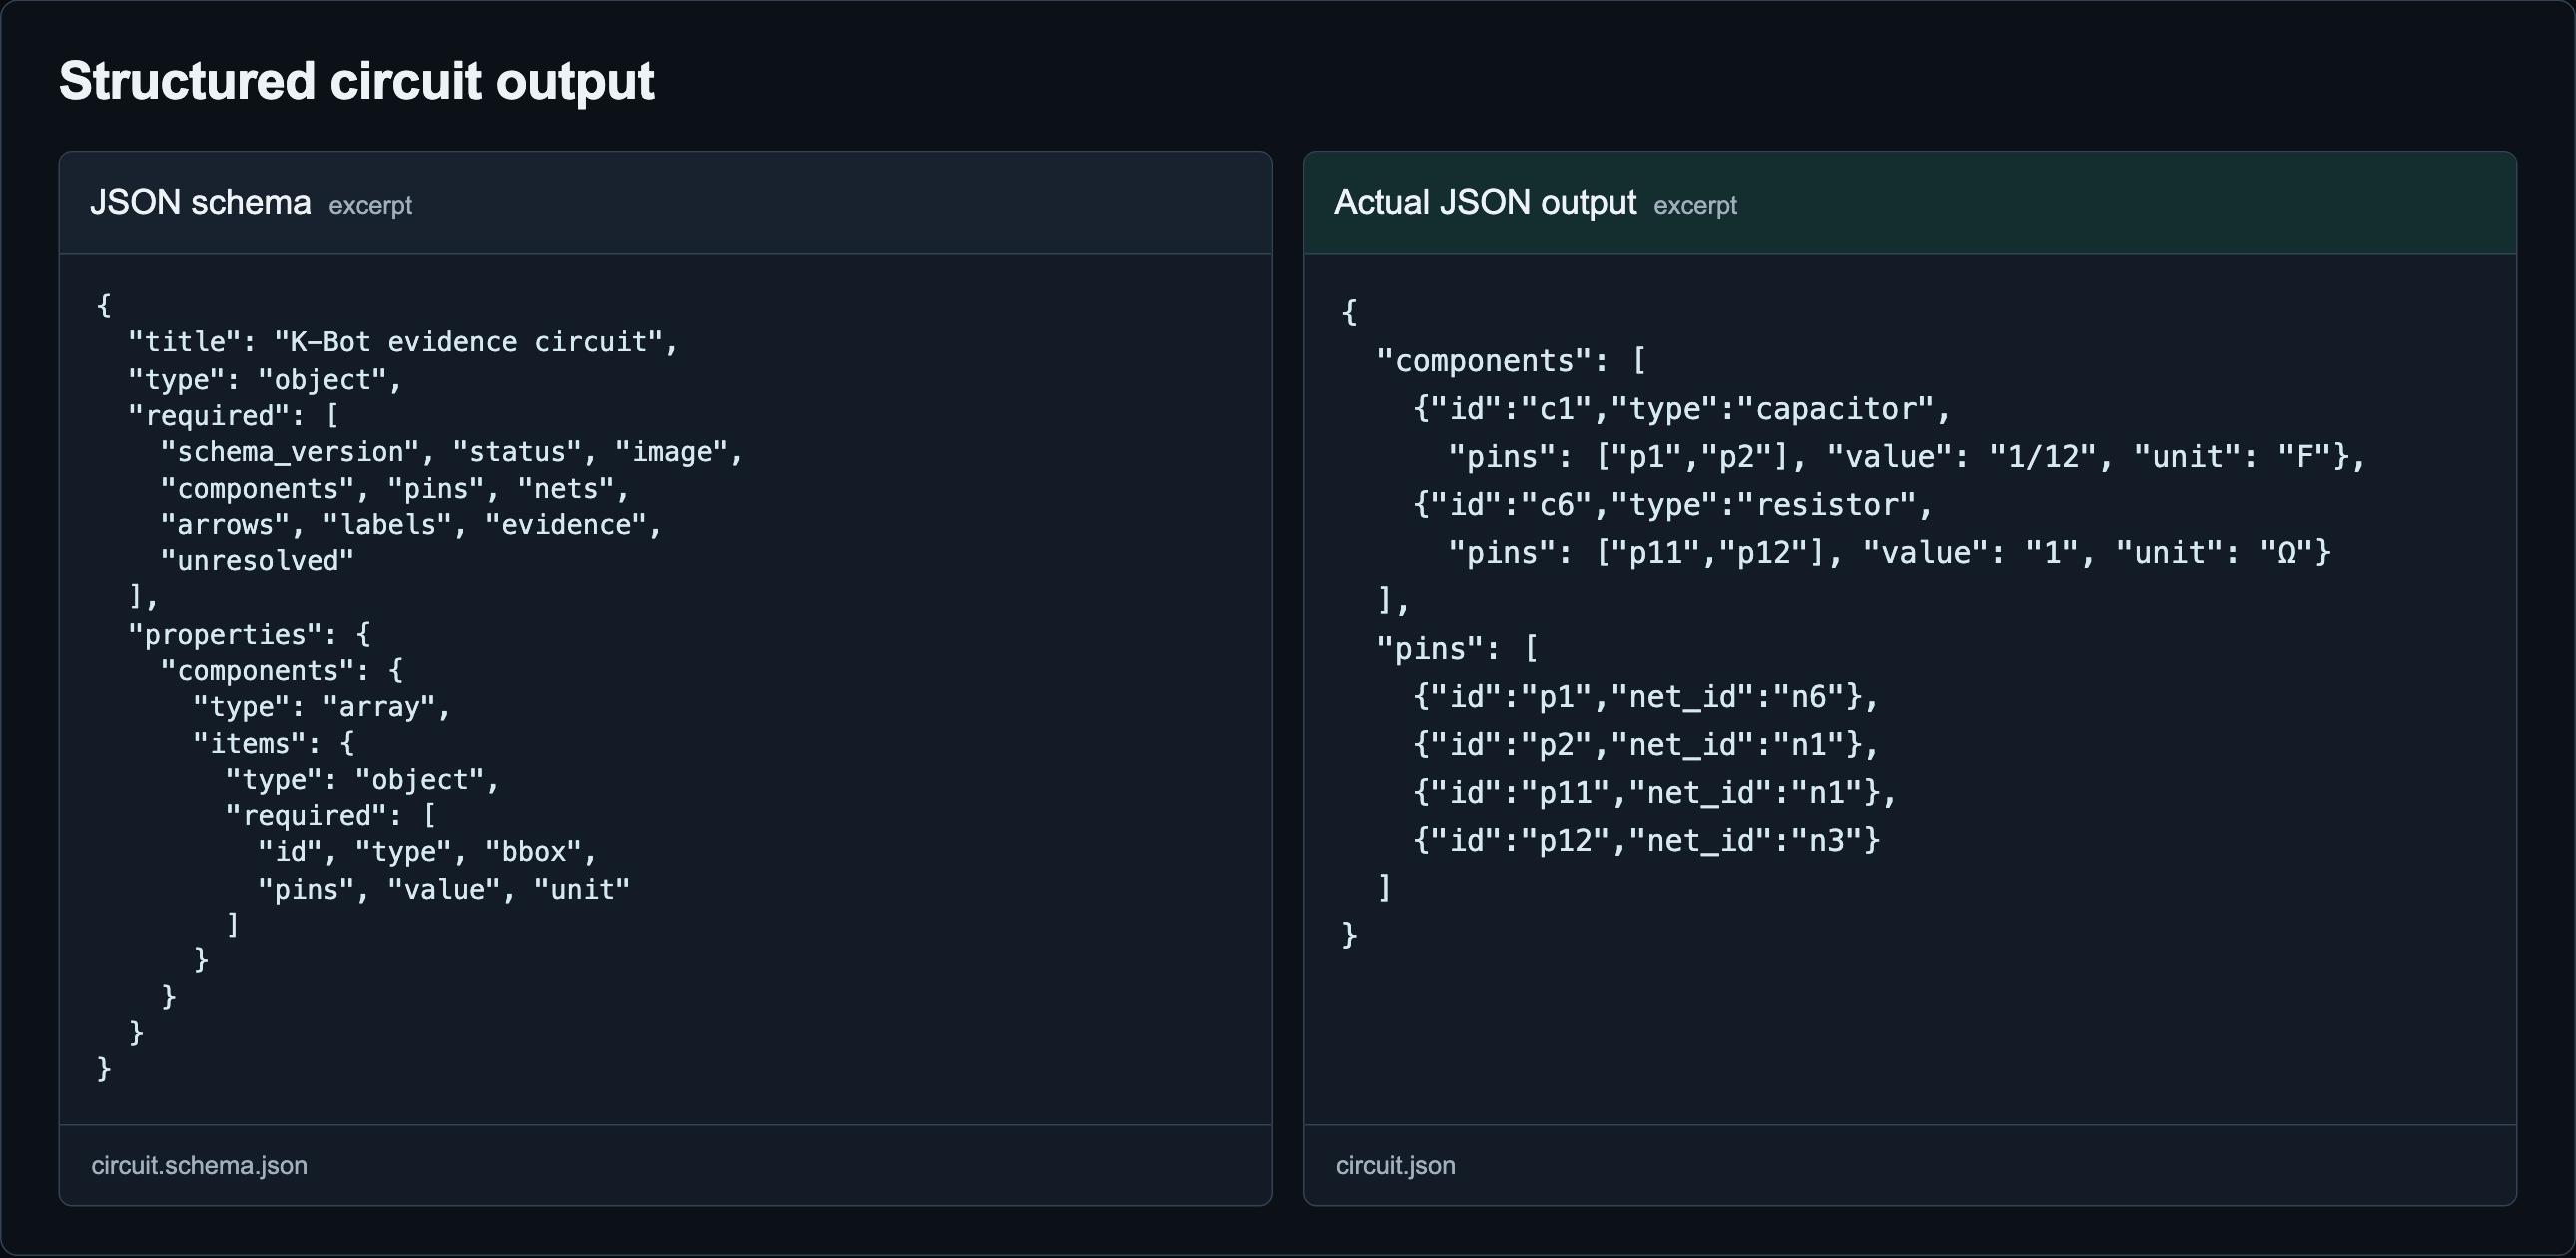 Structured circuit output
JSON schema excerpt
{
  "title": "K-Bot evidence circuit",
  "type": "object",
  "required": [
    "schema_version", "status", "image",
    "components", "pins", "nets",
    "arrows", "labels", "evidence",
    "unresolved"
  ],
  "properties": {
    "components": {
      "type": "array",
      "items": {
        "type": "object",
        "required": [
          "id", "type", "bbox",
          "pins", "value", "unit"
        ]
      }
    }
  }
}
circuit.schema.json
Actual JSON output excerpt
{
  "components": [
    {"id":"c1","type":"capacitor",
      "pins": ["p1","p2"], "value": "1/12", "unit": "F"},
    {"id":"c6","type":"resistor",
      "pins": ["p11","p12"], "value": "1", "unit": "Ω"}
  ],
  "pins": [
    {"id":"p1","net_id":"n6"},
    {"id":"p2","net_id":"n1"},
    {"id":"p11","net_id":"n1"},
    {"id":"p12","net_id":"n3"}
  ]
}
circuit.json